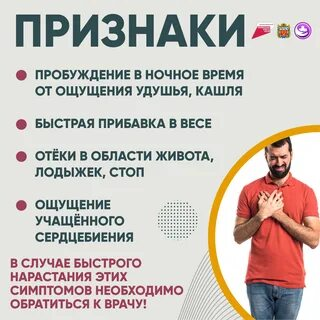 ПРИЗНАКИ
ПРОБУЖДЕНИЕ В НОЧНОЕ ВРЕМЯ
ОТ ОЩУЩЕНИЯ УДУШЬЯ, КАШЛЯ
БЫСТРАЯ ПРИБАВКА В ВЕСЕ
ОТЁКИ В ОБЛАСТИ ЖИВОТА,
ЛОДЫЖЕК, СТОП
ОЩУЩЕНИЕ
УЧАЩЁННОГО
СЕРДЦЕБИЕНИЯ
В СЛУЧАЕ БЫСТРОГО
НАРАСТАНИЯ ЭТИХ
СИМПТОМОВ НЕОБХОДИМО
ОБРАТИТЬСЯ К ВРАЧУ!